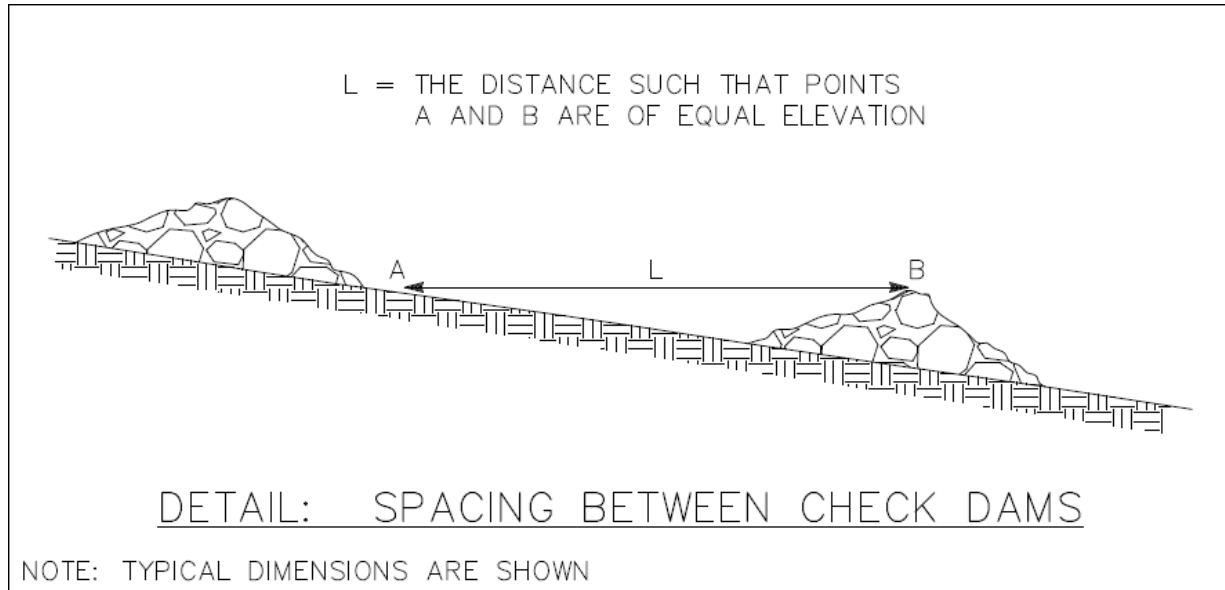 L = THE DISTANCE SUCH THAT POINTS
A AND B ARE OF EQUAL ELEVATION
A L B
DETAIL: SPACING BETWEEN CHECK DAMS
NOTE: TYPICAL DIMENSIONS ARE SHOWN